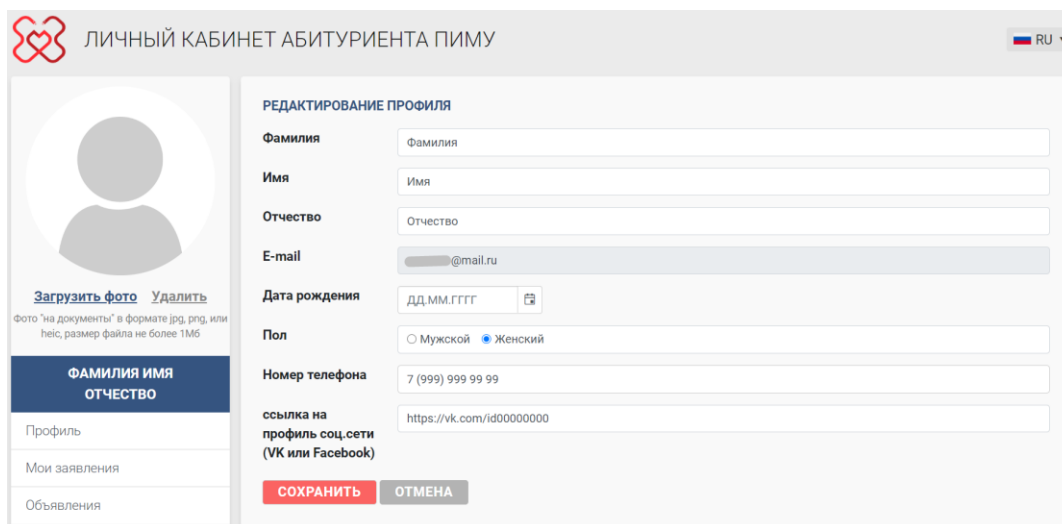 ЛИЧНЫЙ КАБИНЕТ АБИТУРИЕНТА ПИМУ
RU
Загрузить фото Удалить
Фото "на документы" в формате jpg, png, или
heic, размер файла не более 1Мб
ФАМИЛИЯ ИМЯ
ОТЧЕСТВО
Профиль
Мои заявления
Объявления
РЕДАКТИРОВАНИЕ ПРОФИЛЯ
Фамилия Фамилия
Имя Имя
Отчество Отчество
E-mail @mail.ru
Дата рождения ДД.ММ.ГГГГ
Пол Мужской Женский
Номер телефона 7 (999) 999 99 99
ссылка на https://vk.com/id00000000
профиль соц.сети
(VK или Facebook)
СОХРАНИТЬ ОТМЕНА